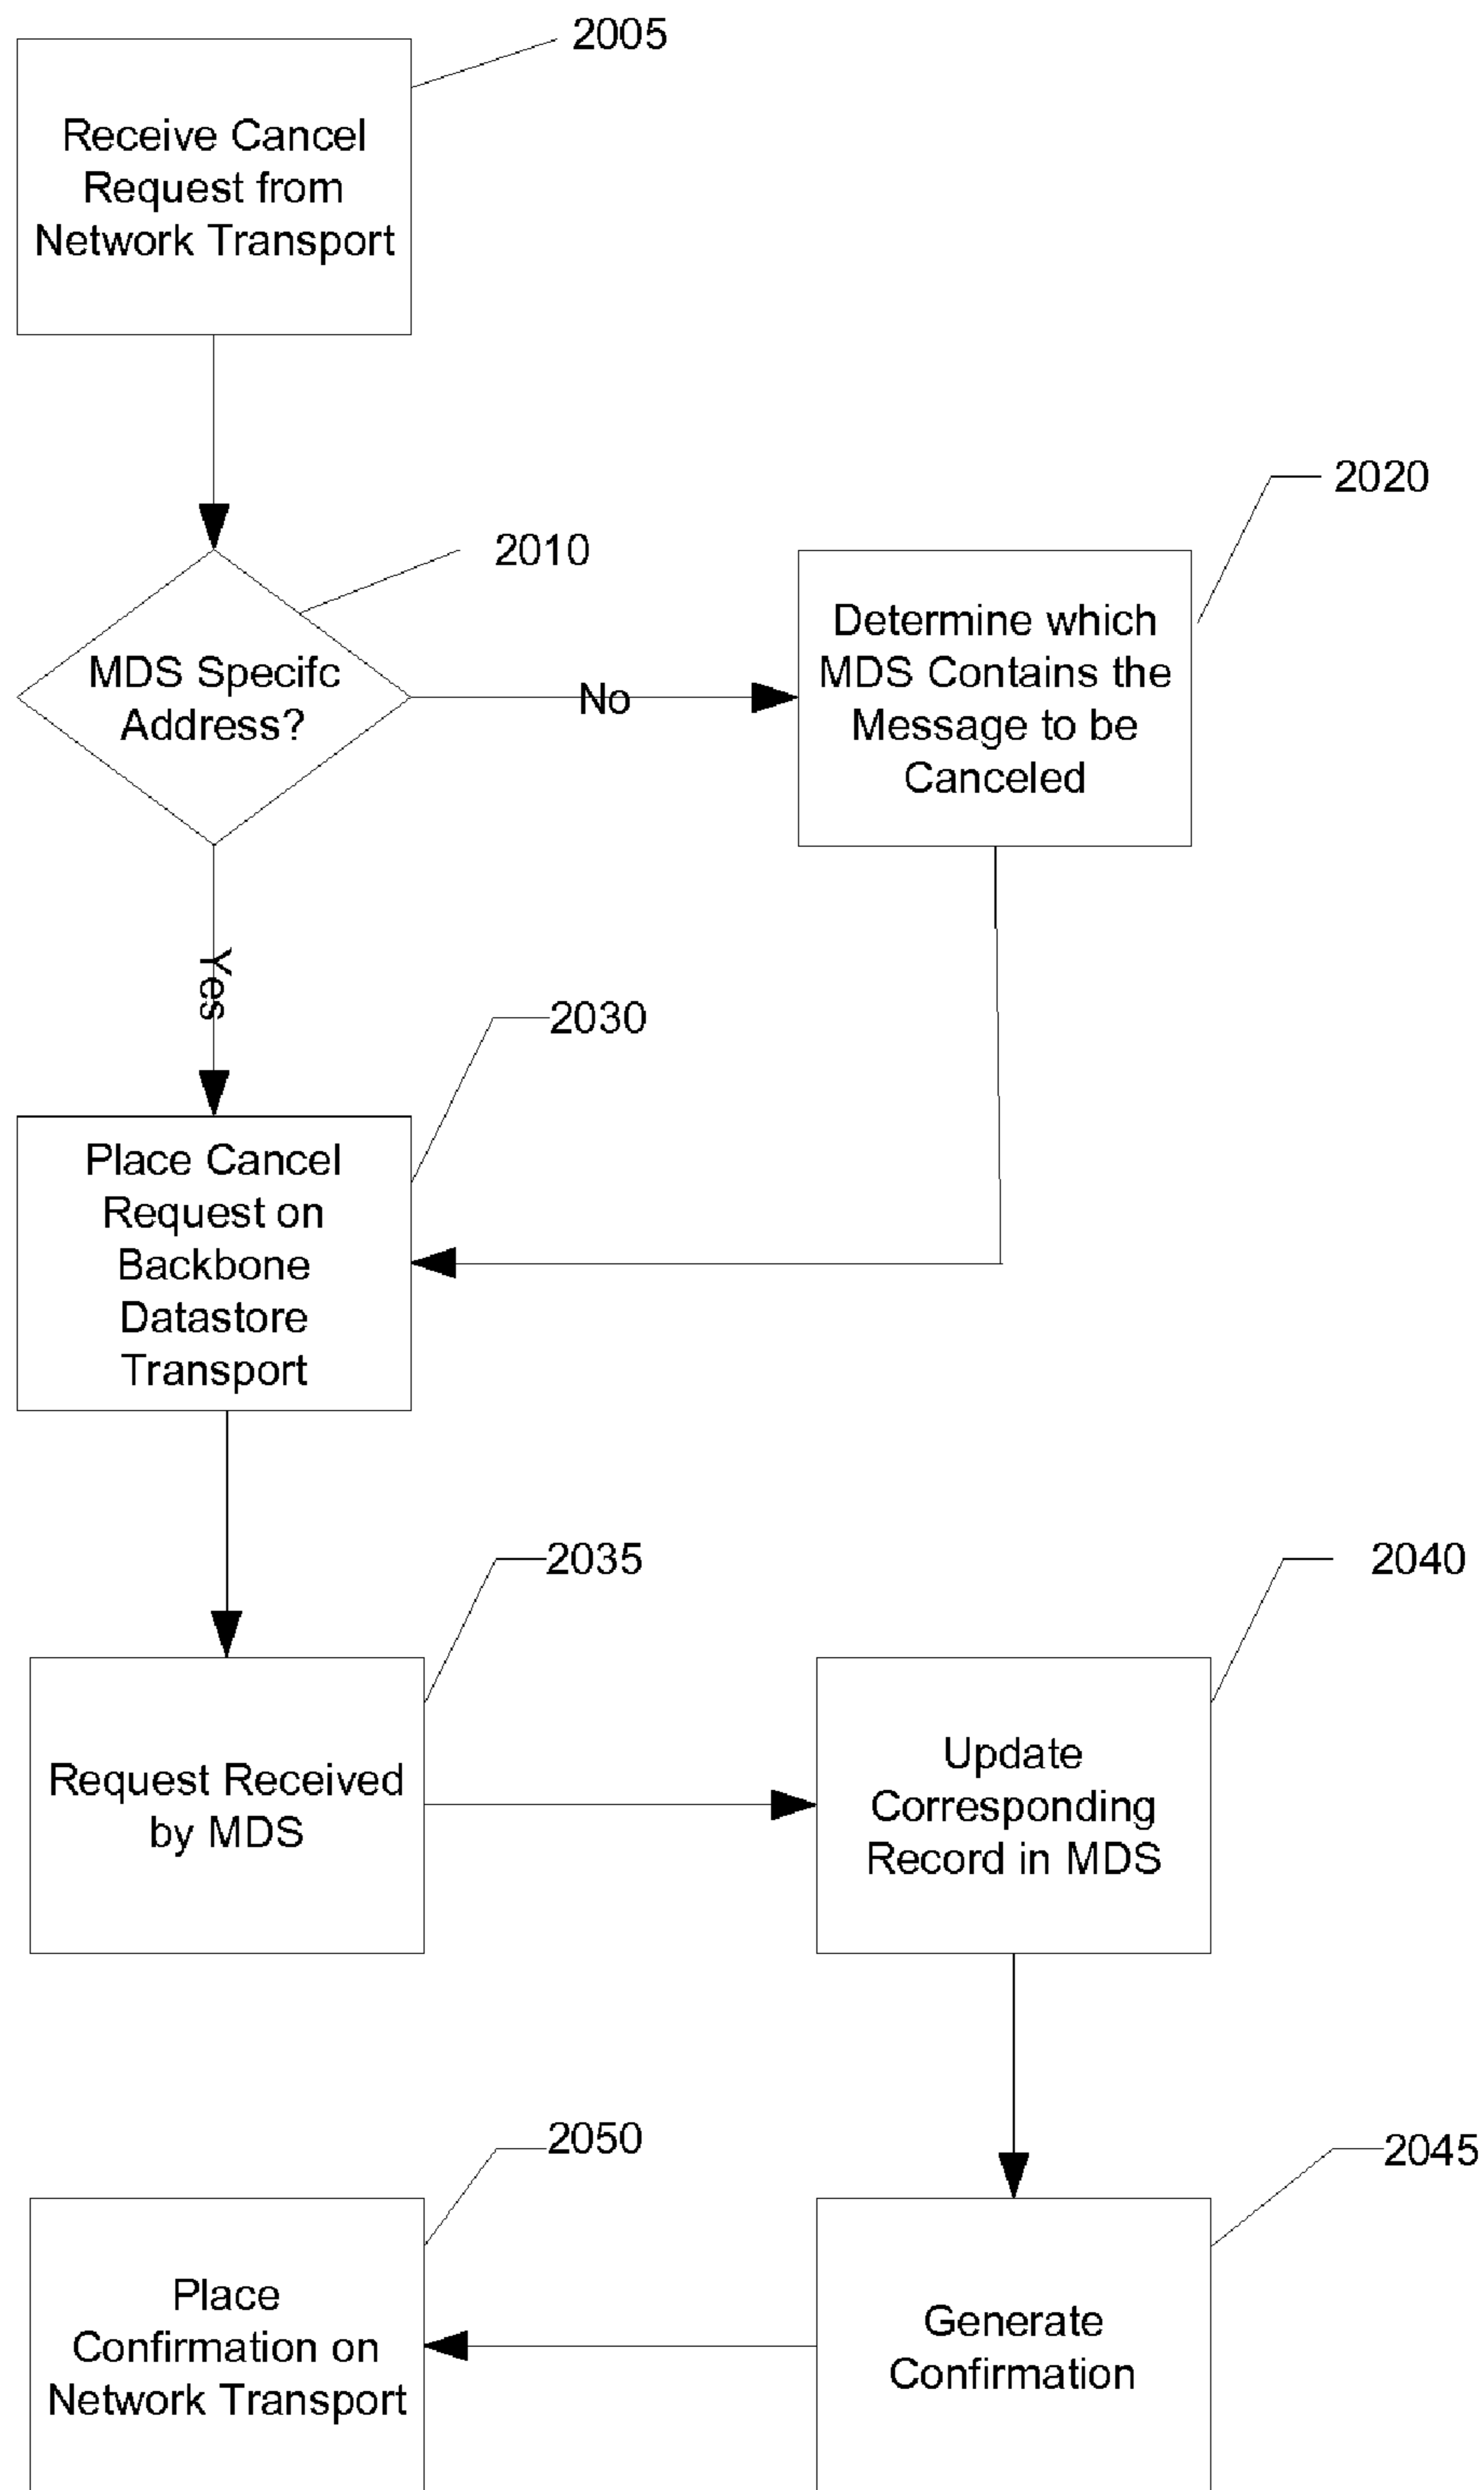 2005
Receive Cancel
Request from
Network Transport
2010
MDS Specifc
Address?
No
2020
Determine which
MDS Contains the
Message to be
Canceled
Yes
2030
Place Cancel
Request on
Backbone
Datastore
Transport
2035
Request Received
by MDS
2040
Update
Corresponding
Record in MDS
2045
Generate
Confirmation
2050
Place
Confirmation on
Network Transport